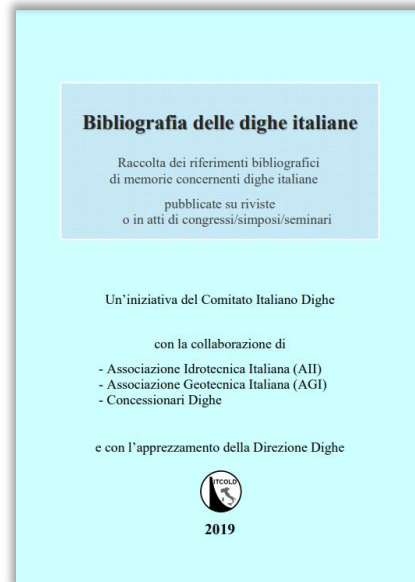 Bibliografia delle dighe italiane
Raccolta dei riferimenti bibliografici
di memorie concernenti dighe italiane
pubblicate su riviste
o in atti di congressi/simposi/seminari
Un’iniziativa del Comitato Italiano Dighe
con la collaborazione di
- Associazione Idrotecnica Italiana (AII)
- Associazione Geotecnica Italiana (AGI)
- Concessionari Dighe
e con l’apprezzamento della Direzione Dighe
ITCOLD
2019